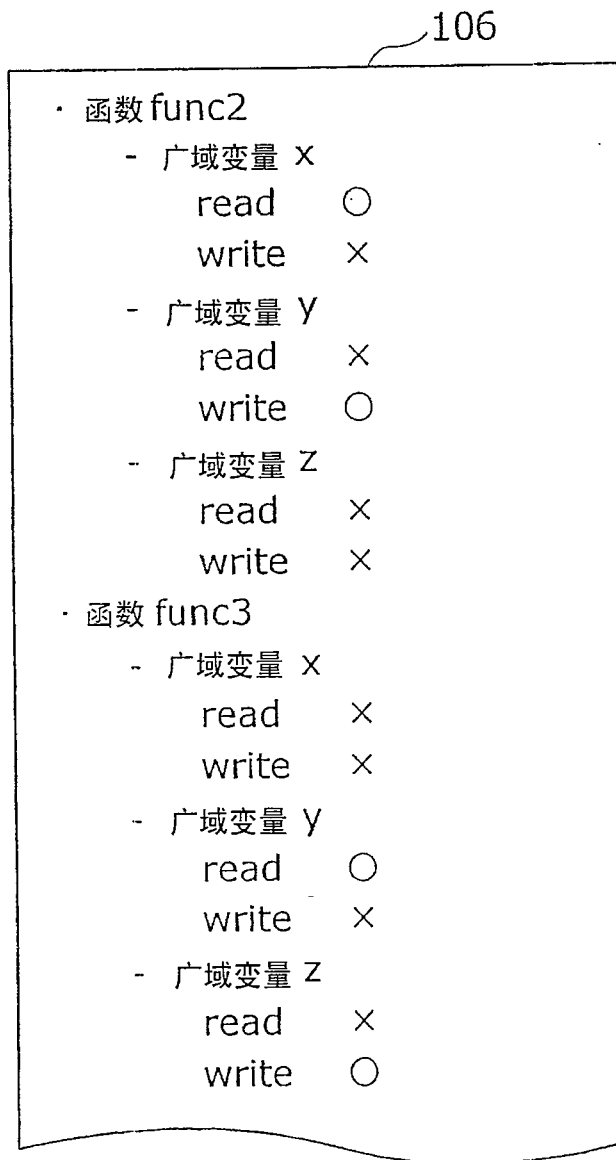 106
· 函数 func2
- 广域变量 x
read ○
write ×
- 广域变量 y
read ×
write ○
- 广域变量 z
read ×
write ×
· 函数 func3
- 广域变量 x
read ×
write ×
- 广域变量 y
read ○
write ×
- 广域变量 z
read ×
write ○